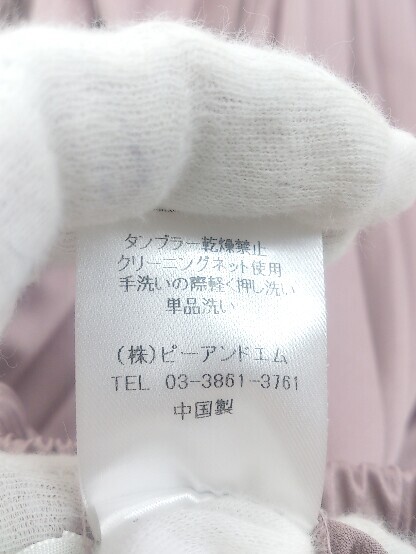 タンブラー乾燥禁止
クリーニングネット使用
手洗いの際軽く押し洗い
単品洗い
(株)ピーアンドエム
TEL 03-3861-3761
中国製